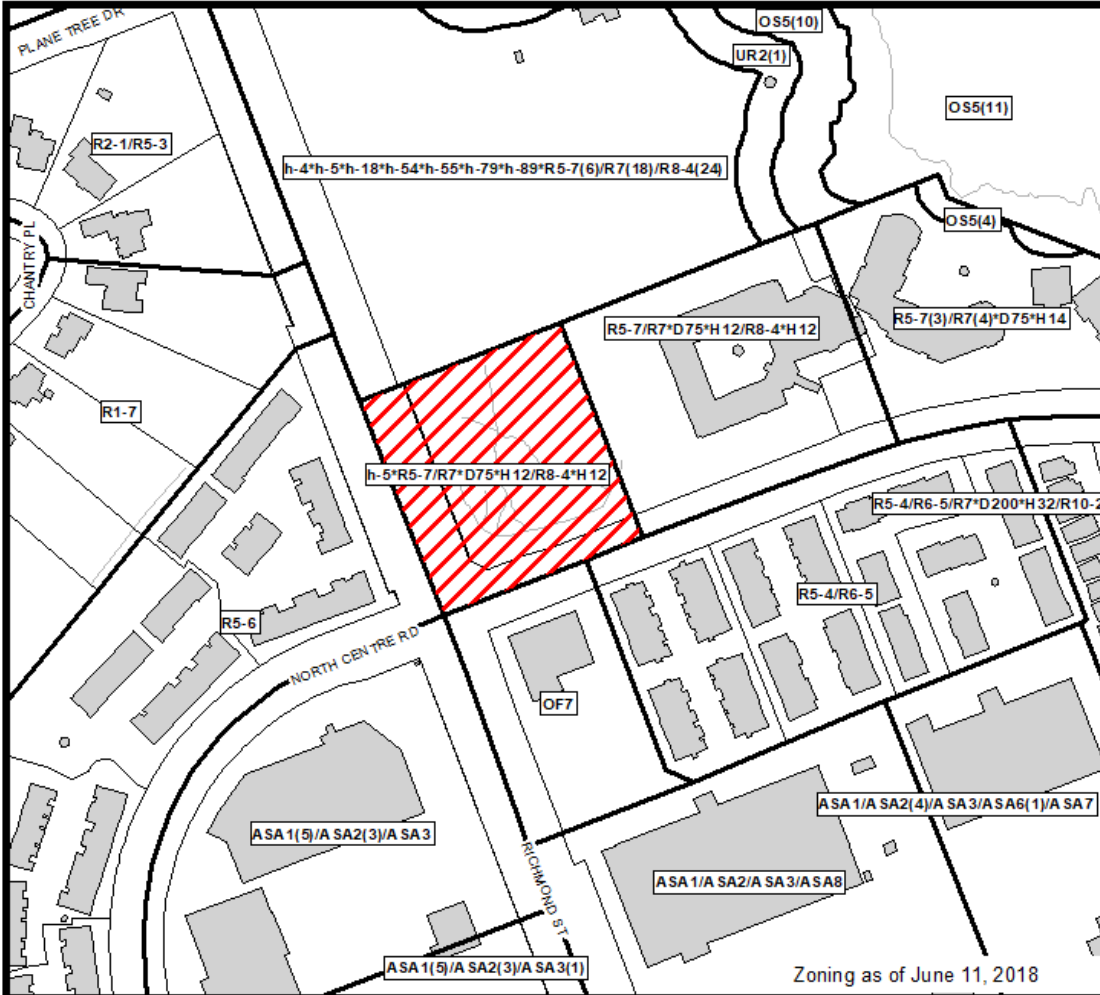 PLANE TREE DR
OS5(10)
UR2(1)
OS5(11)
R2-1/R5-3
h-4*h-5*h-18*h-54*h-55*h-79*h-89*R5-7(6)/R7(18)/R8-4(24)
OS5(4)
CHANTRY PL
R5-7/R7*D75*H12/R8-4*H12
R5-7(3)/R7(4)*D75*H14
R1-7
h-5*R5-7/R7*D75*H12/R8-4*H12
R5-4/R6-5/R7*D200*H32/R10-2
R5-4/R6-5
R5-6
NORTH CENTRE RD
OF7
ASA1/ASA2(4)/ASA3/ASA6(1)/ASA7
ASA1(5)/ASA2(3)/ASA3
RICHMOND ST
ASA1/ASA2/ASA3/ASA8
ASA1(5)/ASA2(3)/ASA3(1)
Zoning as of June 11, 2018